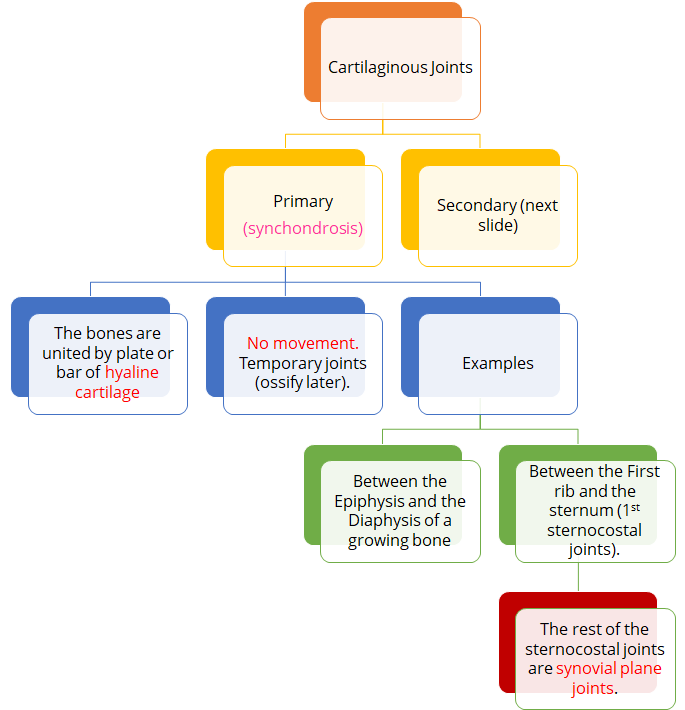 Cartilaginous Joints
Primary
(synchondrosis)
Secondary (next
slide)
The bones are
united by plate or
bar of hyaline
cartilage
No movement.
Temporary joints
(ossify later).
Examples
Between the
Epiphysis and the
Diaphysis of a
growing bone
Between the First
rib and the
sternum (1st
sternocostal
joints).
The rest of the
sternocostal joints
are synovial plane
joints.